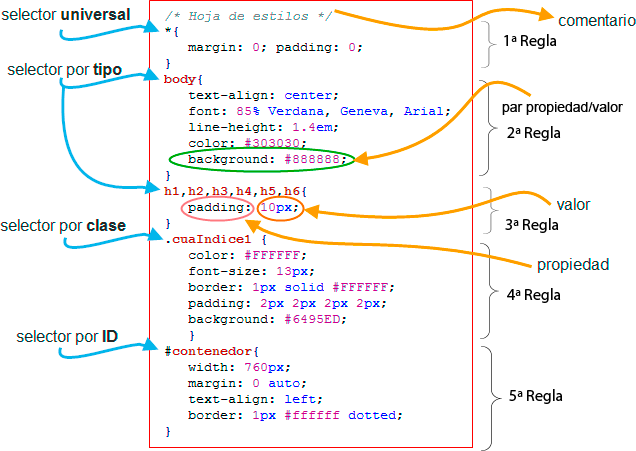 selector universal
selector por tipo
selector por clase
selector por ID
/* Hoja de estilos */
*{
margin: 0; padding: 0;
}
body{
text-align: center;
font: 85% Verdana, Geneva, Arial;
line-height: 1.4em;
color: #303030;
background: #888888;
}
h1,h2,h3,h4,h5,h6{
padding: 10px;
}
.cuaIndice1 {
color: #FFFFFF;
font-size: 13px;
border: 1px solid #FFFFFF;
padding: 2px 2px 2px 2px;
background: #6495ED;
}
#contenedor{
width: 760px;
margin: 0 auto;
text-align: left;
border: 1px #ffffff dotted;
}
comentario
1ª Regla
par propiedad/valor
2ª Regla
valor
3ª Regla
propiedad
4ª Regla
5ª Regla